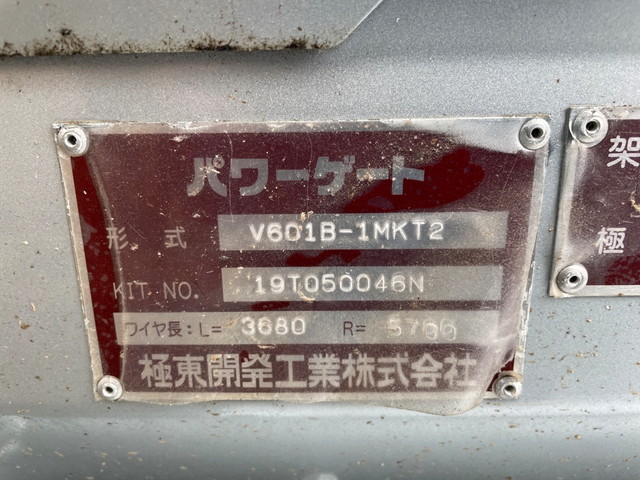 パワーゲート
形式 V601B-1MKT2
KIT NO. 19T050046N
ワイヤ長:L= 3680 R= 5700
極東開発工業株式会社
架
極